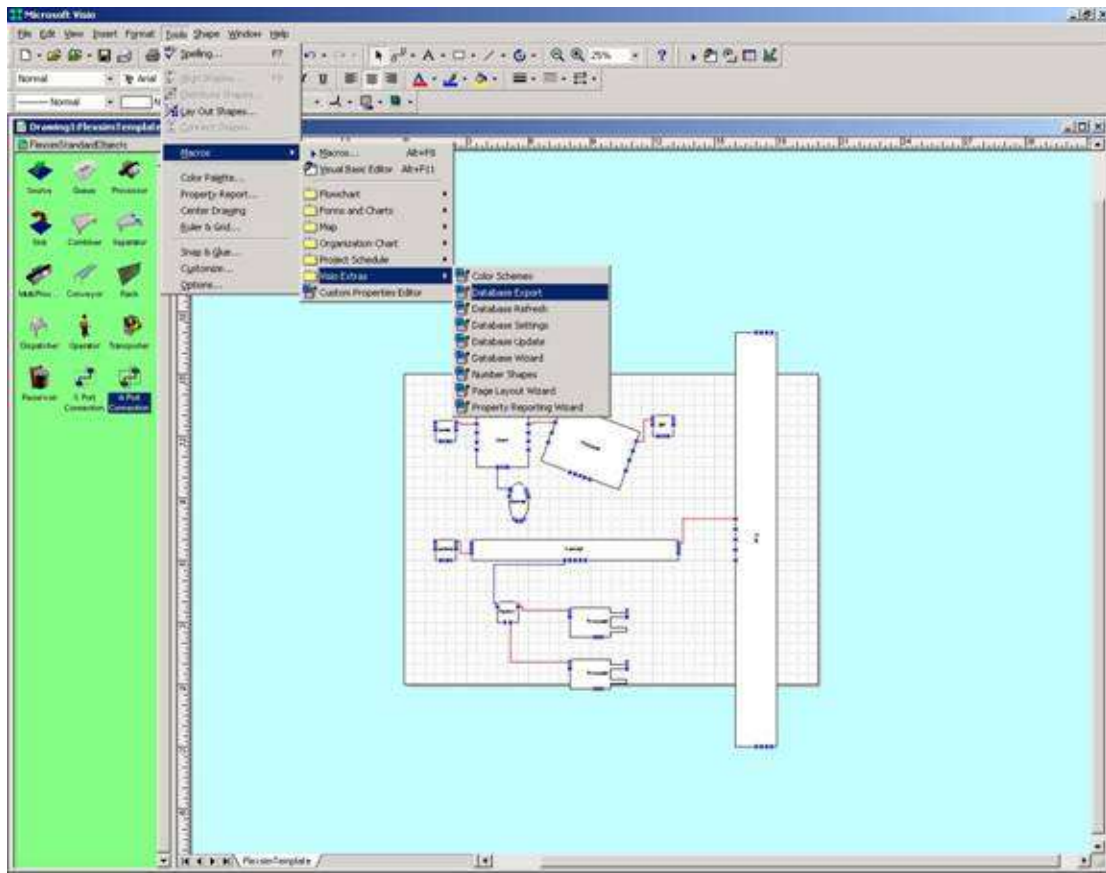 Microsoft Visio
File Edit View Insert Format Tools Shape Window Help
Spelling... F7
25%
Normal
Arial
Normal
Lay Out Shapes...
Connect Shapes
Drawing1:FlexsimTemplate
FlexsimStandardObjects
Macros
Macros... Alt+F8
Visual Basic Editor Alt+F11
Color Palette...
Property Report...
Center Drawing
Ruler & Grid...
Snap & Glue...
Customize...
Options...
Flowchart
Forms and Charts
Map
Organization Chart
Project Schedule
Visio Extras
Custom Properties Editor
Color Schemes
Database Export
Database Refresh
Database Settings
Database Update
Database Wizard
Number Shapes
Page Layout Wizard
Property Reporting Wizard
Source Queue Processor
Sink Combiner Separator
MultiProc... Conveyor Rack
Dispatcher Operator Transporter
Reservoir S Port Connection A Port Connection
FlexsimTemplate